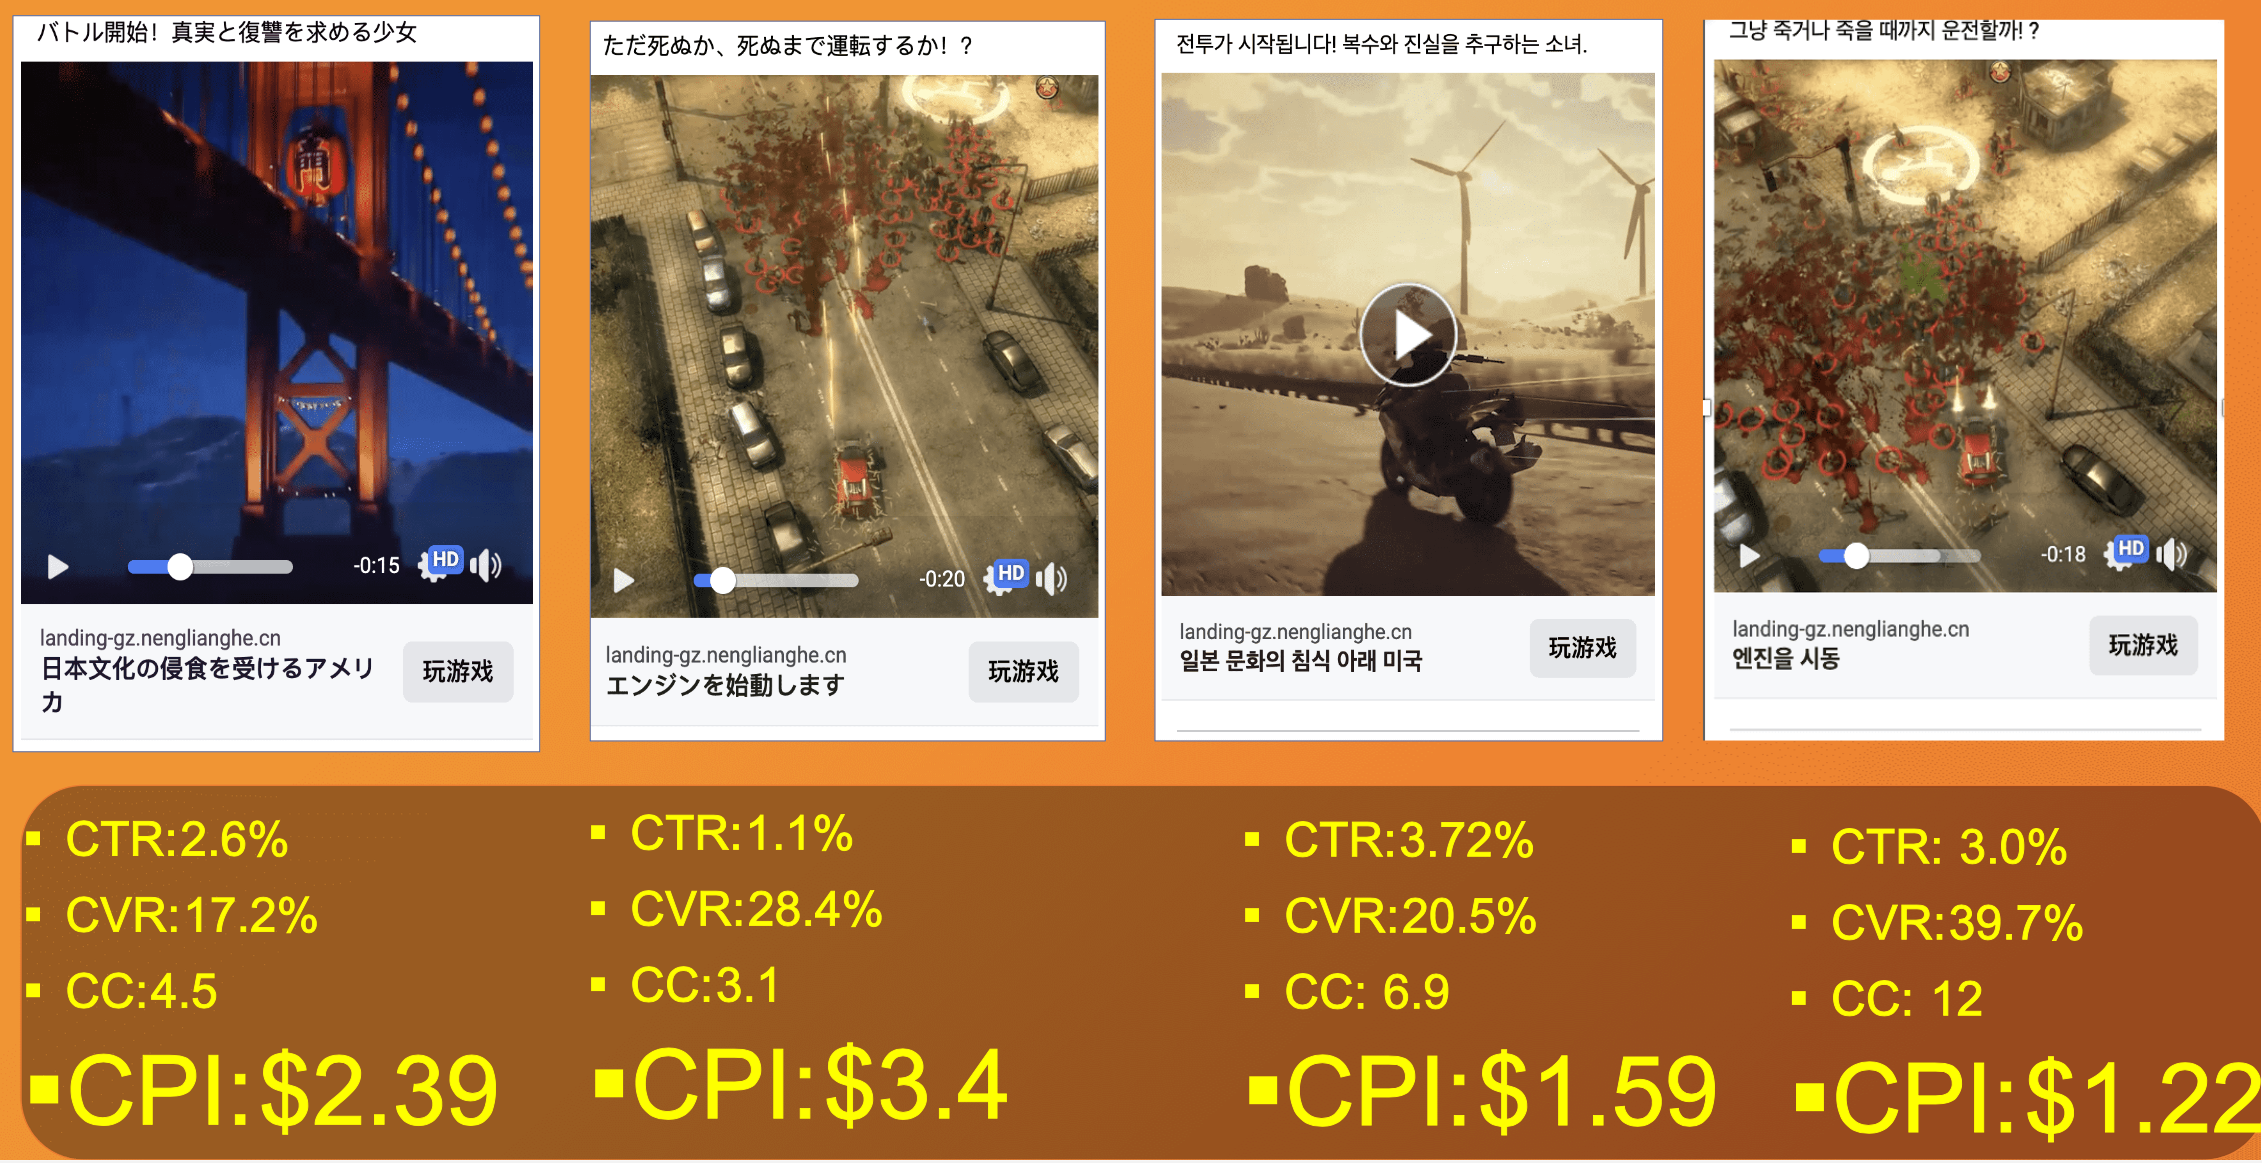 バトル開始！真実と復讐を求める少女
-0:15
HD
landing-gz.nenglianghe.cn
日本文化の侵食を受けるアメリ
カ
玩游戏
ただ死ぬか、死ぬまで運転するか！？
-0:20
HD
landing-gz.nenglianghe.cn
エンジンを始動します
玩游戏
전투가 시작됩니다! 복수와 진실을 추구하는 소녀.
landing-gz.nenglianghe.cn
일본 문화의 침식 아래 미국
玩游戏
그냥 죽거나 죽을 때까지 운전할까! ?
-0:18
HD
landing-gz.nenglianghe.cn
엔진을 시동
玩游戏
▪ CTR:2.6%
▪ CVR:17.2%
▪ CC:4.5
▪CPI:$2.39
▪ CTR:1.1%
▪ CVR:28.4%
▪ CC:3.1
▪CPI:$3.4
▪ CTR:3.72%
▪ CVR:20.5%
▪ CC: 6.9
▪CPI:$1.59
▪ CTR: 3.0%
▪ CVR:39.7%
▪ CC: 12
▪CPI:$1.22